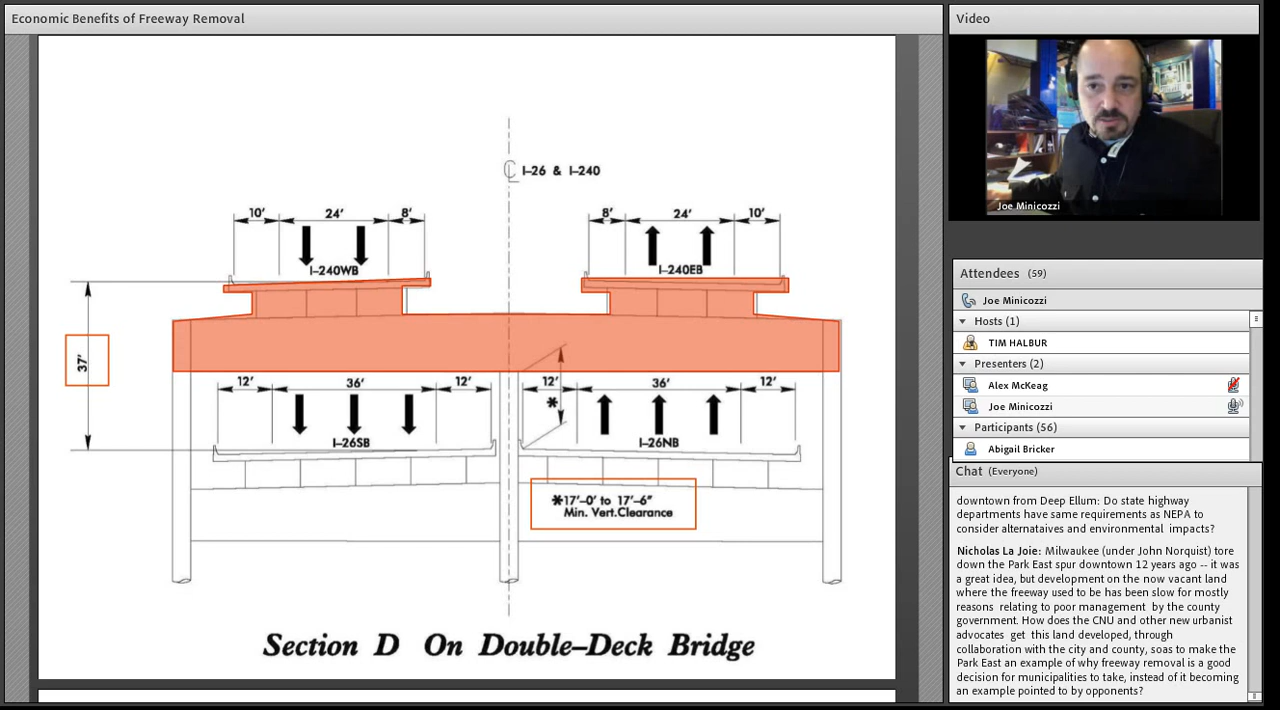 Economic Benefits of Freeway Removal
℄ I-26 & I-240
10' 24' 8'
8' 24' 10'
I-240WB
I-240EB
37'
12' 36' 12'
12' 36' 12'
*
I-26SB
I-26NB
*17'-0' to 17'-6"
Min. Vert.Clearance
Section D On Double-Deck Bridge
Video
Joe Minicozzi
Attendees (59)
Joe Minicozzi
Hosts (1)
TIM HALBUR
Presenters (2)
Alex McKeag
Joe Minicozzi
Participants (56)
Abigail Bricker
Chat (Everyone)
downtown from Deep Ellum: Do state highway
departments have same requirements as NEPA to
consider alternataives and environmental impacts?
Nicholas La Joie: Milwaukee (under John Norquist) tore
down the Park East spur downtown 12 years ago -- it was
a great idea, but development on the now vacant land
where the freeway used to be has been slow for mostly
reasons relating to poor management by the county
government. How does the CNU and other new urbanist
advocates get this land developed, through
collaboration with the city and county, soas to make the
Park East an example of why freeway removal is a good
decision for municipalities to take, instead of it becoming
an example pointed to by opponents?